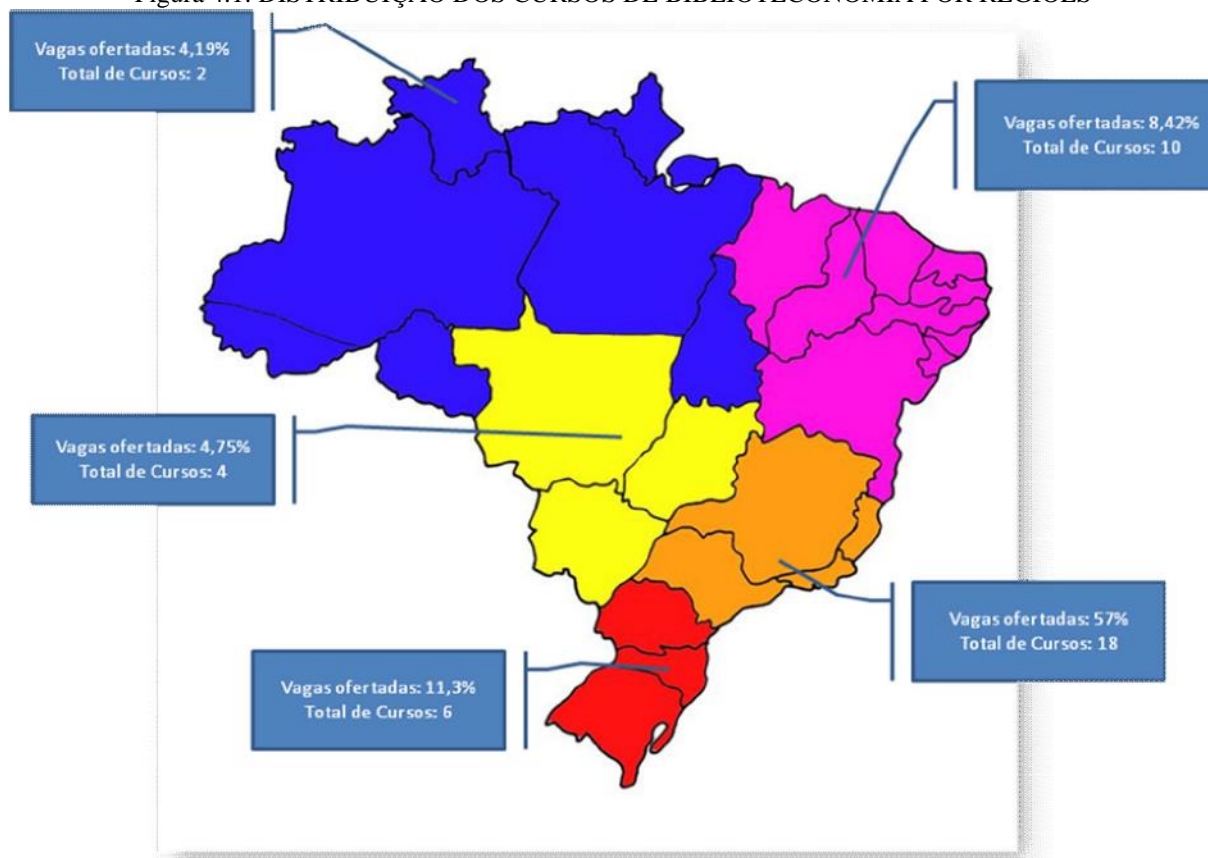 Figura 4.1: DISTRIBUIÇÃO DOS CURSOS DE BIBLIOTECONOMIA POR REGIÕES
Vagas ofertadas: 4,19%
Total de Cursos: 2
Vagas ofertadas: 8,42%
Total de Cursos: 10
Vagas ofertadas: 4,75%
Total de Cursos: 4
Vagas ofertadas: 57%
Total de Cursos: 18
Vagas ofertadas: 11,3%
Total de Cursos: 6